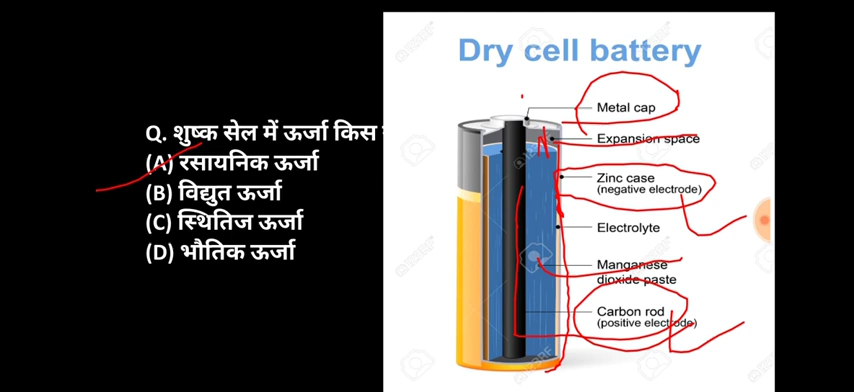 Dry cell battery
Q. शुष्क सेल में ऊर्जा किस
(A) रसायनिक ऊर्जा
(B) विद्युत ऊर्जा
(C) स्थितिज ऊर्जा
(D) भौतिक ऊर्जा
Metal cap
Expansion space
Zinc case
(negative electrode)
Electrolyte
Manganese
dioxide paste
Carbon rod
(positive electrode)